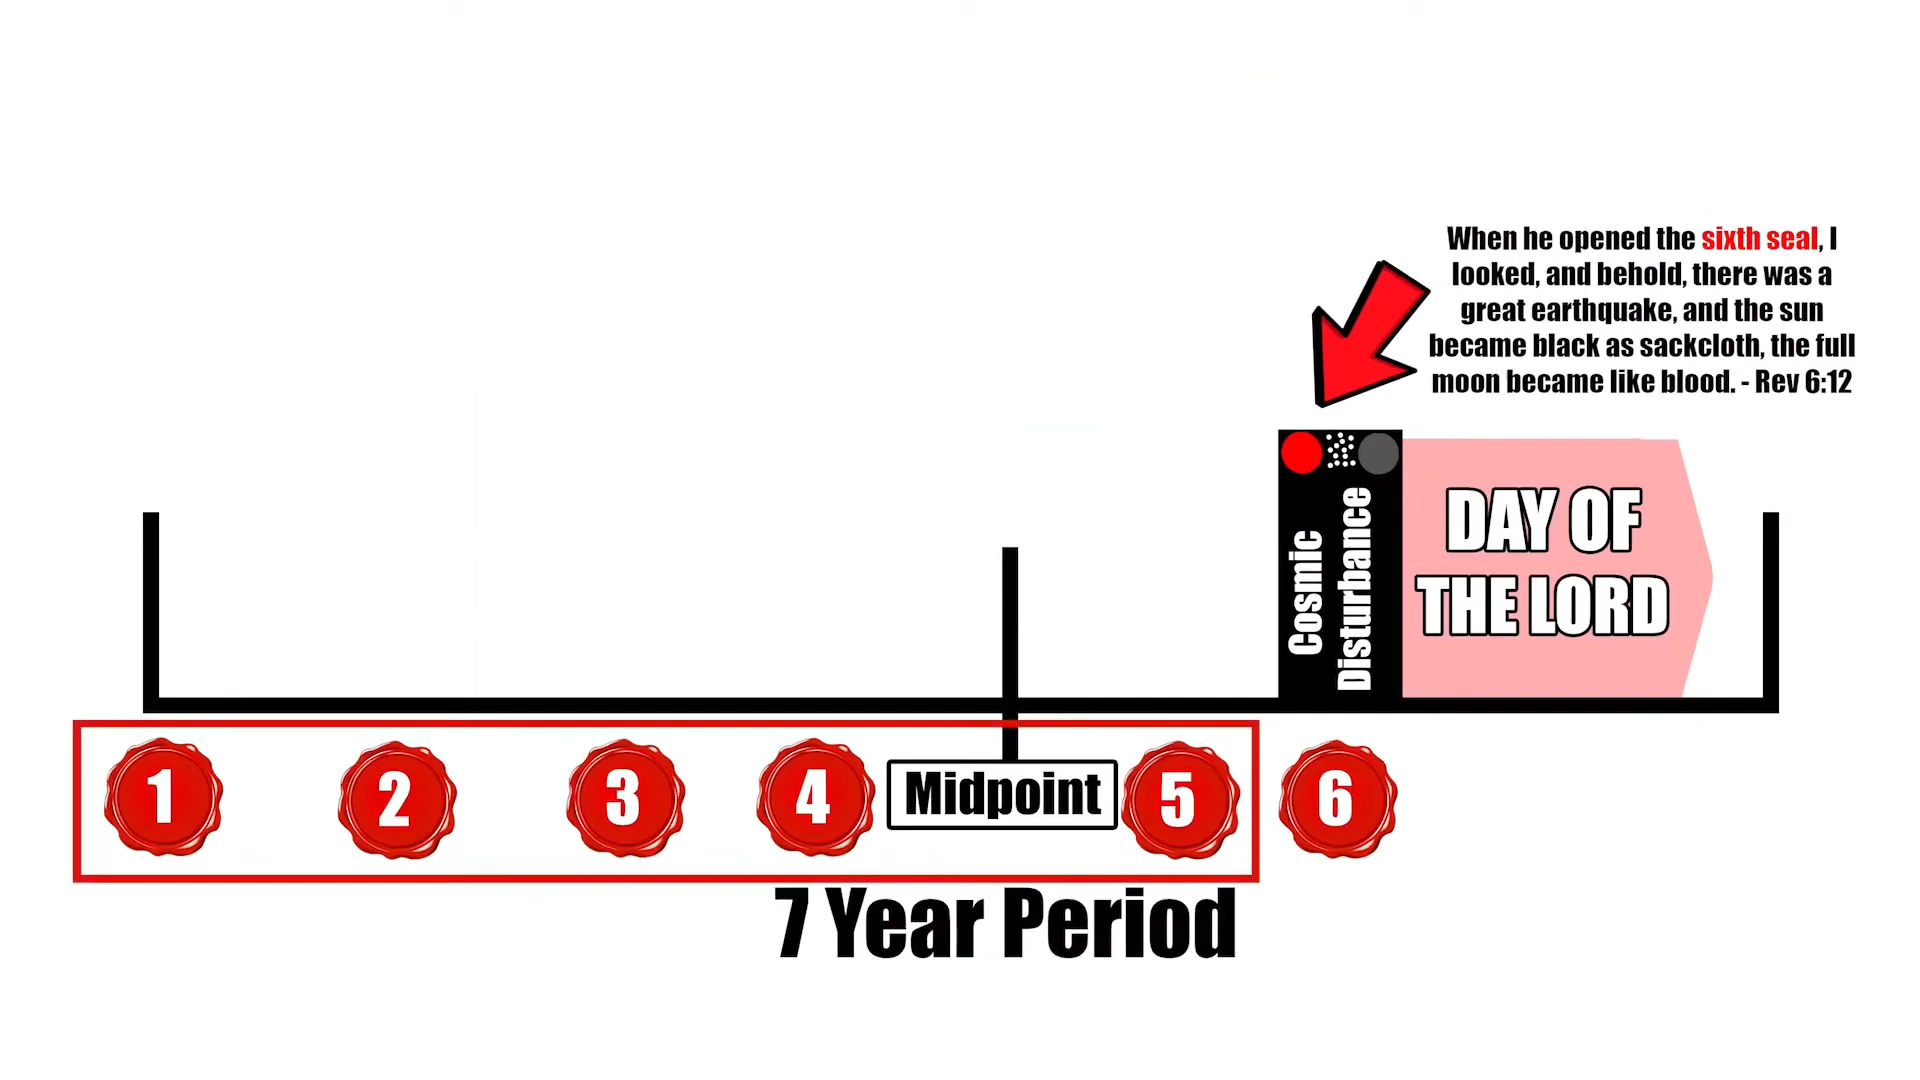 When he opened the sixth seal, I
looked, and behold, there was a
great earthquake, and the sun
became black as sackcloth, the full
moon became like blood. - Rev 6:12
Cosmic
Disturbance
DAY OF
THE LORD
1
2
3
4
Midpoint
5
6
7 Year Period